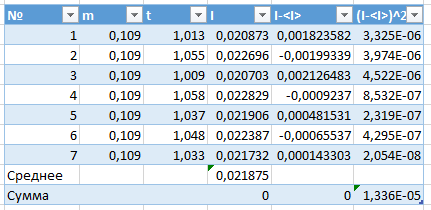 № m t I I-<I> (I-<I>)^2
1 0,109 1,013 0,020873 0,001823582 3,325E-06
2 0,109 1,055 0,022696 -0,00199339 3,974E-06
3 0,109 1,009 0,020703 0,002126483 4,522E-06
4 0,109 1,058 0,022829 -0,0009237 8,532E-07
5 0,109 1,037 0,021906 0,000481531 2,319E-07
6 0,109 1,048 0,022387 -0,00065537 4,295E-07
7 0,109 1,033 0,021732 0,000143303 2,054E-08
Среднее 0,021875
Сумма 0 0 1,336E-05